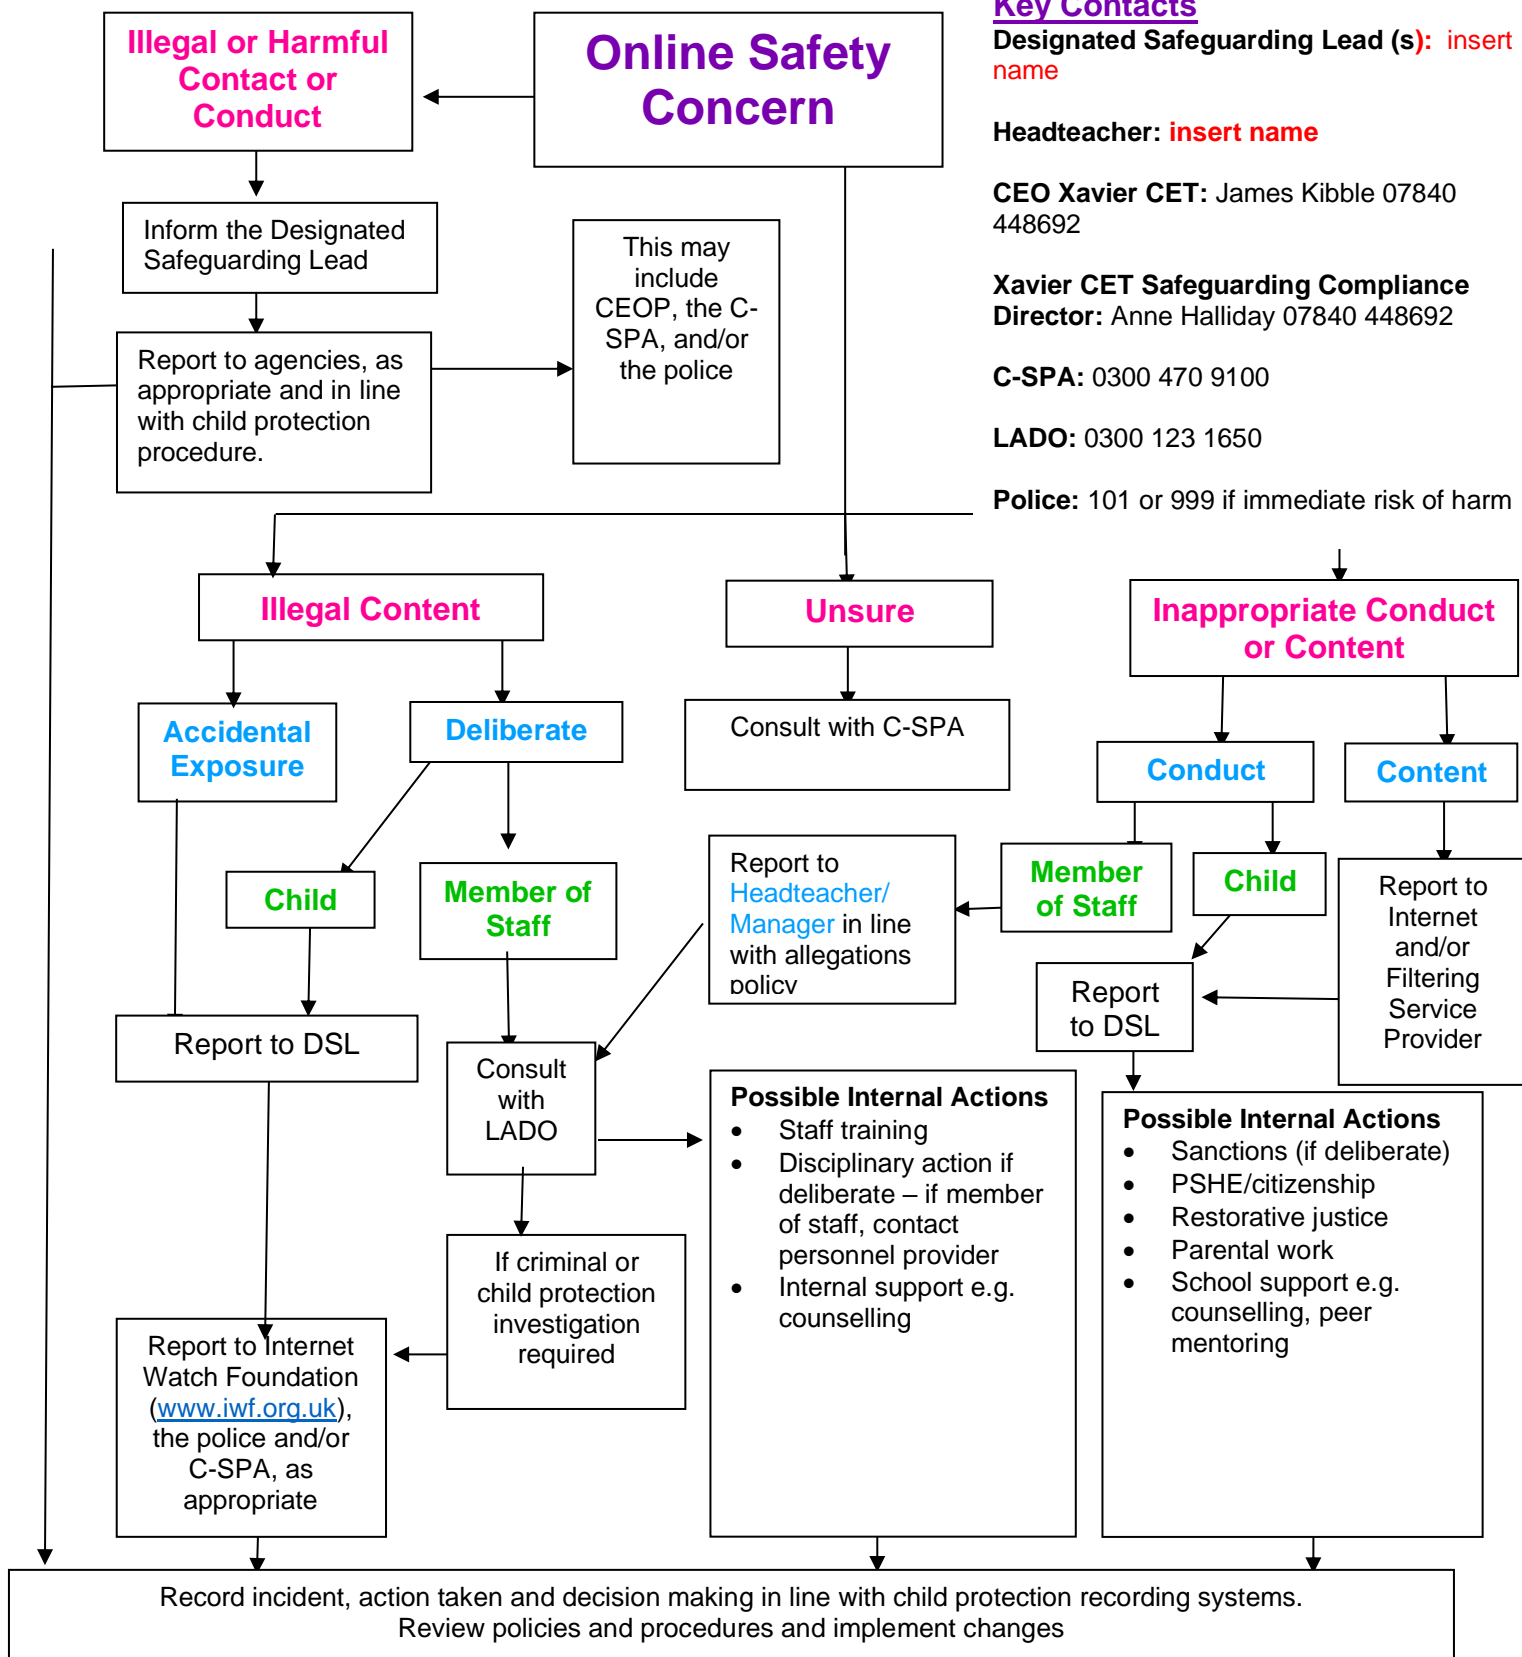 Key Contacts
Designated Safeguarding Lead (s): insert
name
Headteacher: insert name
CEO Xavier CET: James Kibble 07840
448692
Xavier CET Safeguarding Compliance
Director: Anne Halliday 07840 448692
C-SPA: 0300 470 9100
LADO: 0300 123 1650
Police: 101 or 999 if immediate risk of harm
Online Safety
Concern
Illegal or Harmful
Contact or
Conduct
Inform the Designated
Safeguarding Lead
Report to agencies, as
appropriate and in line
with child protection
procedure.
This may
include
CEOP, the C-
SPA, and/or
the police
Illegal Content
Unsure
Inappropriate Conduct
or Content
Accidental
Exposure
Deliberate
Consult with C-SPA
Conduct
Content
Child
Member of
Staff
Report to
Headteacher/
Manager in line
with allegations
policy
Member
of Staff
Child
Report to
Internet
and/or
Filtering
Service
Provider
Report to DSL
Consult
with
LADO
Report
to DSL
Possible Internal Actions
• Staff training
• Disciplinary action if
deliberate – if member
of staff, contact
personnel provider
• Internal support e.g.
counselling
Possible Internal Actions
• Sanctions (if deliberate)
• PSHE/citizenship
• Restorative justice
• Parental work
• School support e.g.
counselling, peer
mentoring
If criminal or
child protection
investigation
required
Report to Internet
Watch Foundation
(www.iwf.org.uk),
the police and/or
C-SPA, as
appropriate
Record incident, action taken and decision making in line with child protection recording systems.
Review policies and procedures and implement changes